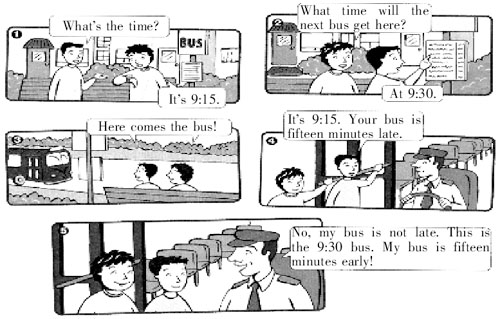 1
What's the time?
BUS
It's 9:15.
2
What time will the
next bus get here?
At 9:30.
3
Here comes the bus!
4
It's 9:15. Your bus is
fifteen minutes late.
5
No, my bus is not late. This is
the 9:30 bus. My bus is fifteen
minutes early!